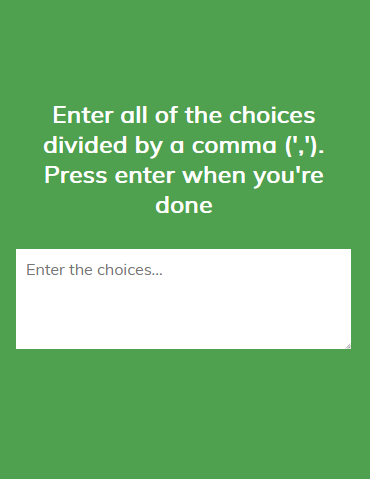 Enter all of the choices
divided by a comma (',').
Press enter when you're
done
Enter the choices...